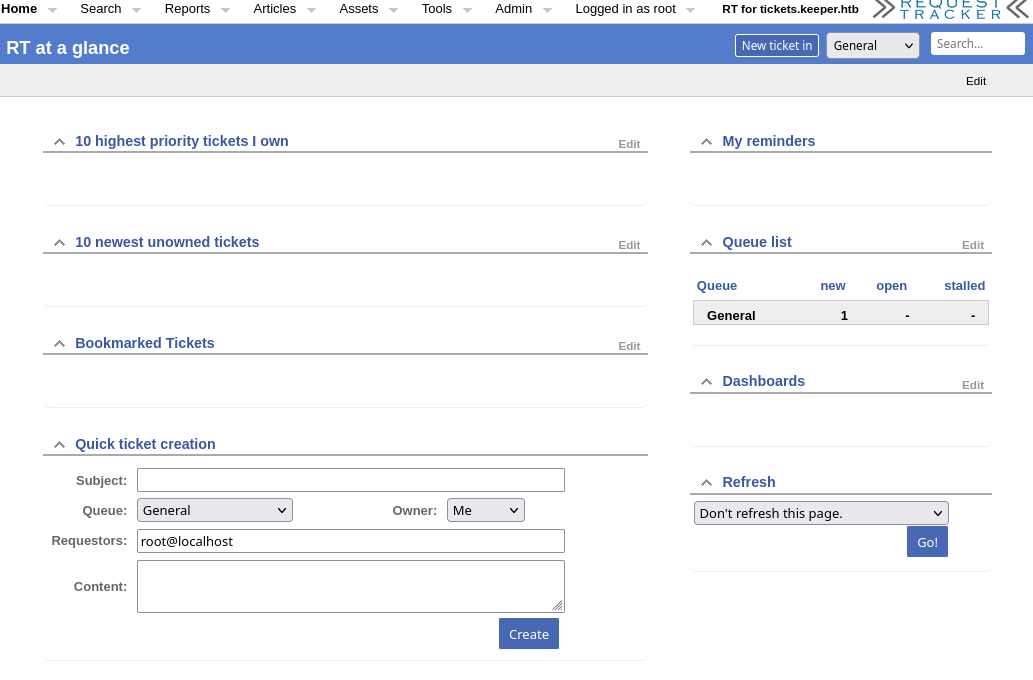 Home Search Reports Articles Assets Tools Admin Logged in as root RT for tickets.keeper.htb REQUEST TRACKER
RT at a glance New ticket in General Search...
Edit
10 highest priority tickets I own Edit
My reminders
10 newest unowned tickets Edit
Queue list Edit
Queue new open stalled
General 1 - -
Bookmarked Tickets Edit
Dashboards Edit
Quick ticket creation
Subject:
Queue: General Owner: Me
Requestors: root@localhost
Content:
Create
Refresh
Don't refresh this page.
Go!